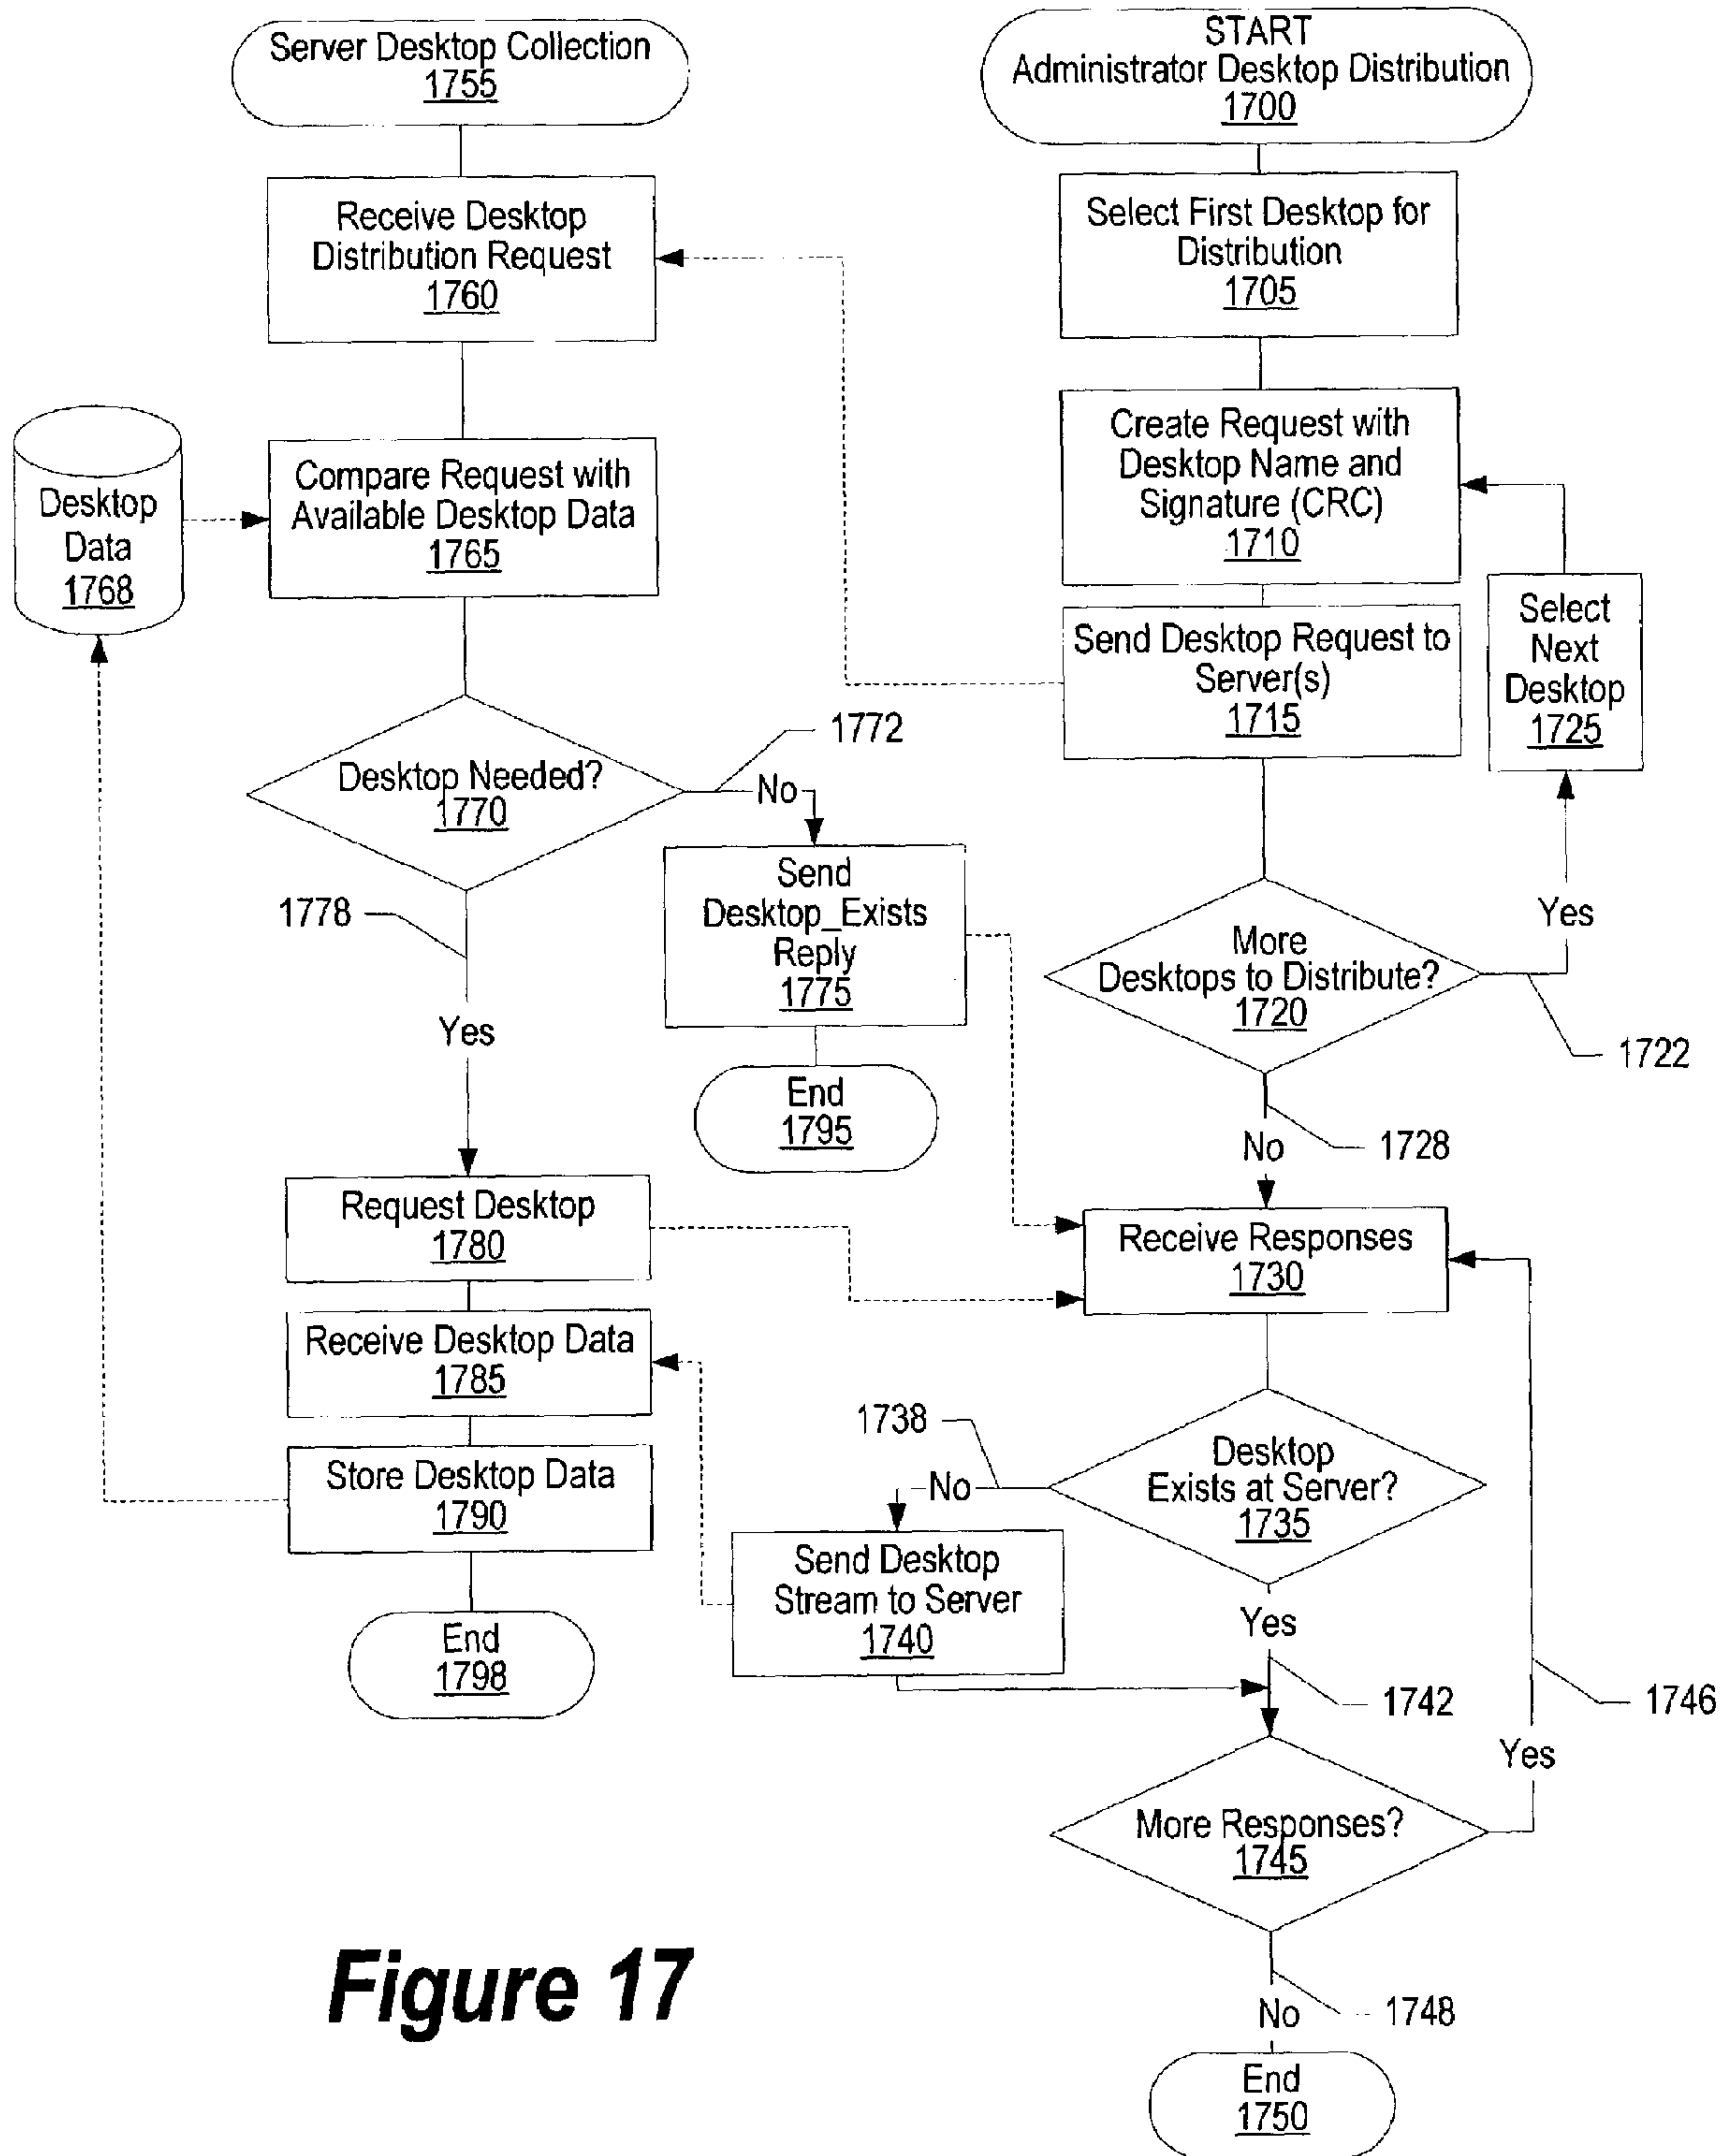 Server Desktop Collection
1755
Receive Desktop
Distribution Request
1760
Desktop
Data
1768
Compare Request with
Available Desktop Data
1765
Desktop Needed?
1770
1772
No
Send
Desktop_Exists
Reply
1775
End
1795
1778
Yes
Request Desktop
1780
Receive Desktop Data
1785
Store Desktop Data
1790
End
1798
START
Administrator Desktop Distribution
1700
Select First Desktop for
Distribution
1705
Create Request with
Desktop Name and
Signature (CRC)
1710
Send Desktop Request to
Server(s)
1715
Select
Next
Desktop
1725
Yes
More
Desktops to Distribute?
1720
1722
No
1728
Receive Responses
1730
1738
No
Desktop
Exists at Server?
1735
Send Desktop
Stream to Server
1740
Yes
1742
1746
Yes
More Responses?
1745
No
1748
End
1750
Figure 17